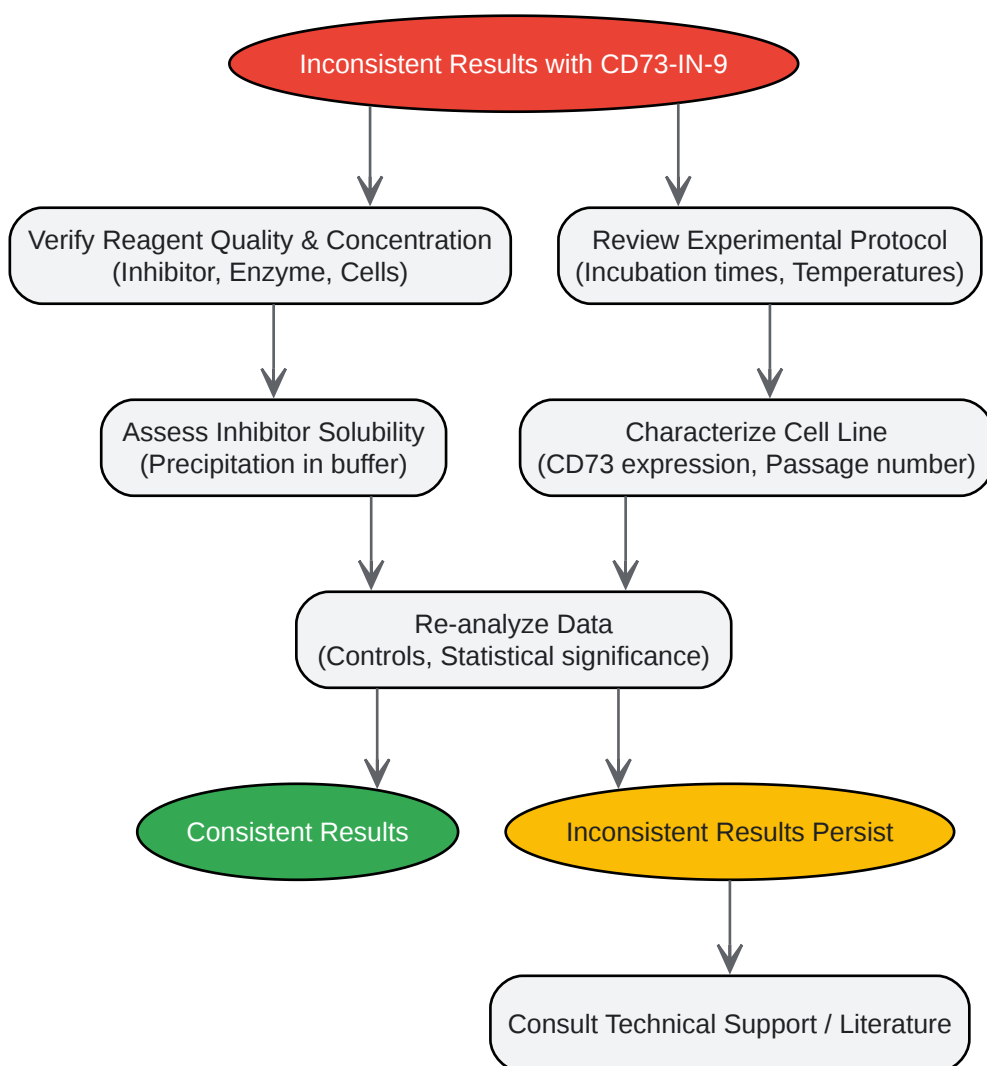 Inconsistent Results with CD73-IN-9
Verify Reagent Quality & Concentration
(Inhibitor, Enzyme, Cells)
Review Experimental Protocol
(Incubation times, Temperatures)
Assess Inhibitor Solubility
(Precipitation in buffer)
Characterize Cell Line
(CD73 expression, Passage number)
Re-analyze Data
(Controls, Statistical significance)
Consistent Results
Inconsistent Results Persist
Consult Technical Support / Literature